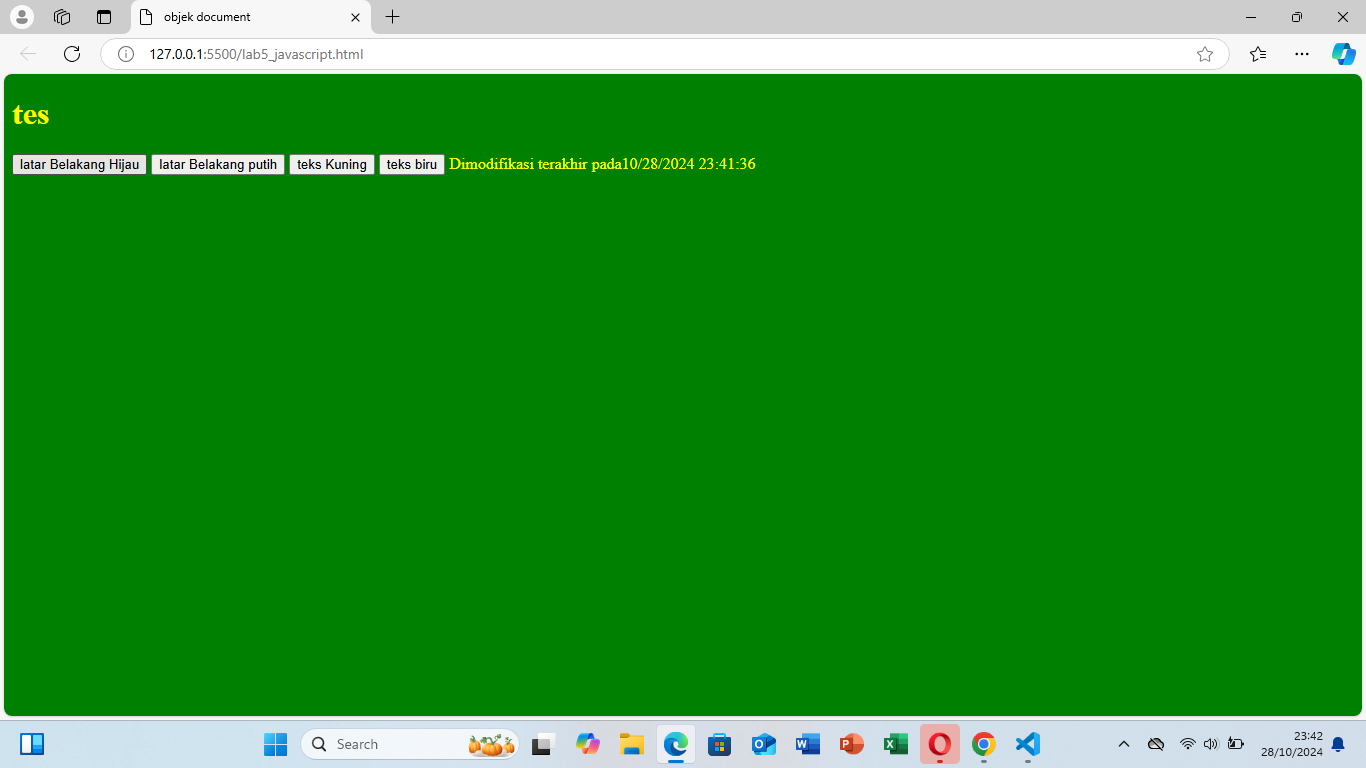 objek document
127.0.0.1:5500/lab5_javascript.html
tes
latar Belakang Hijau latar Belakang putih teks Kuning teks biru Dimodifikasi terakhir pada10/28/2024 23:41:36
Search
23:42
28/10/2024